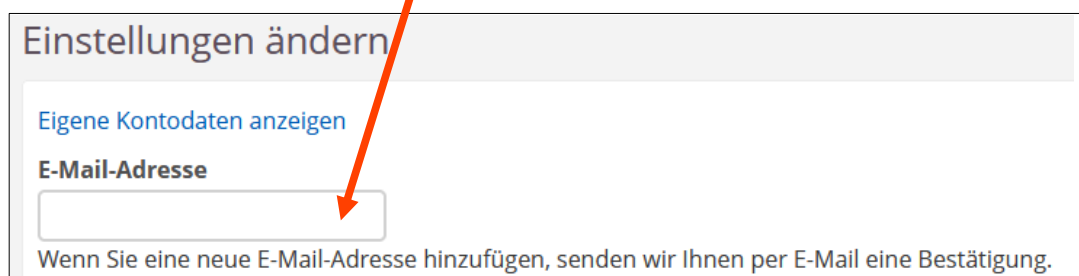 Einstellungen ändern
Eigene Kontodaten anzeigen
E-Mail-Adresse
Wenn Sie eine neue E-Mail-Adresse hinzufügen, senden wir Ihnen per E-Mail eine Bestätigung.